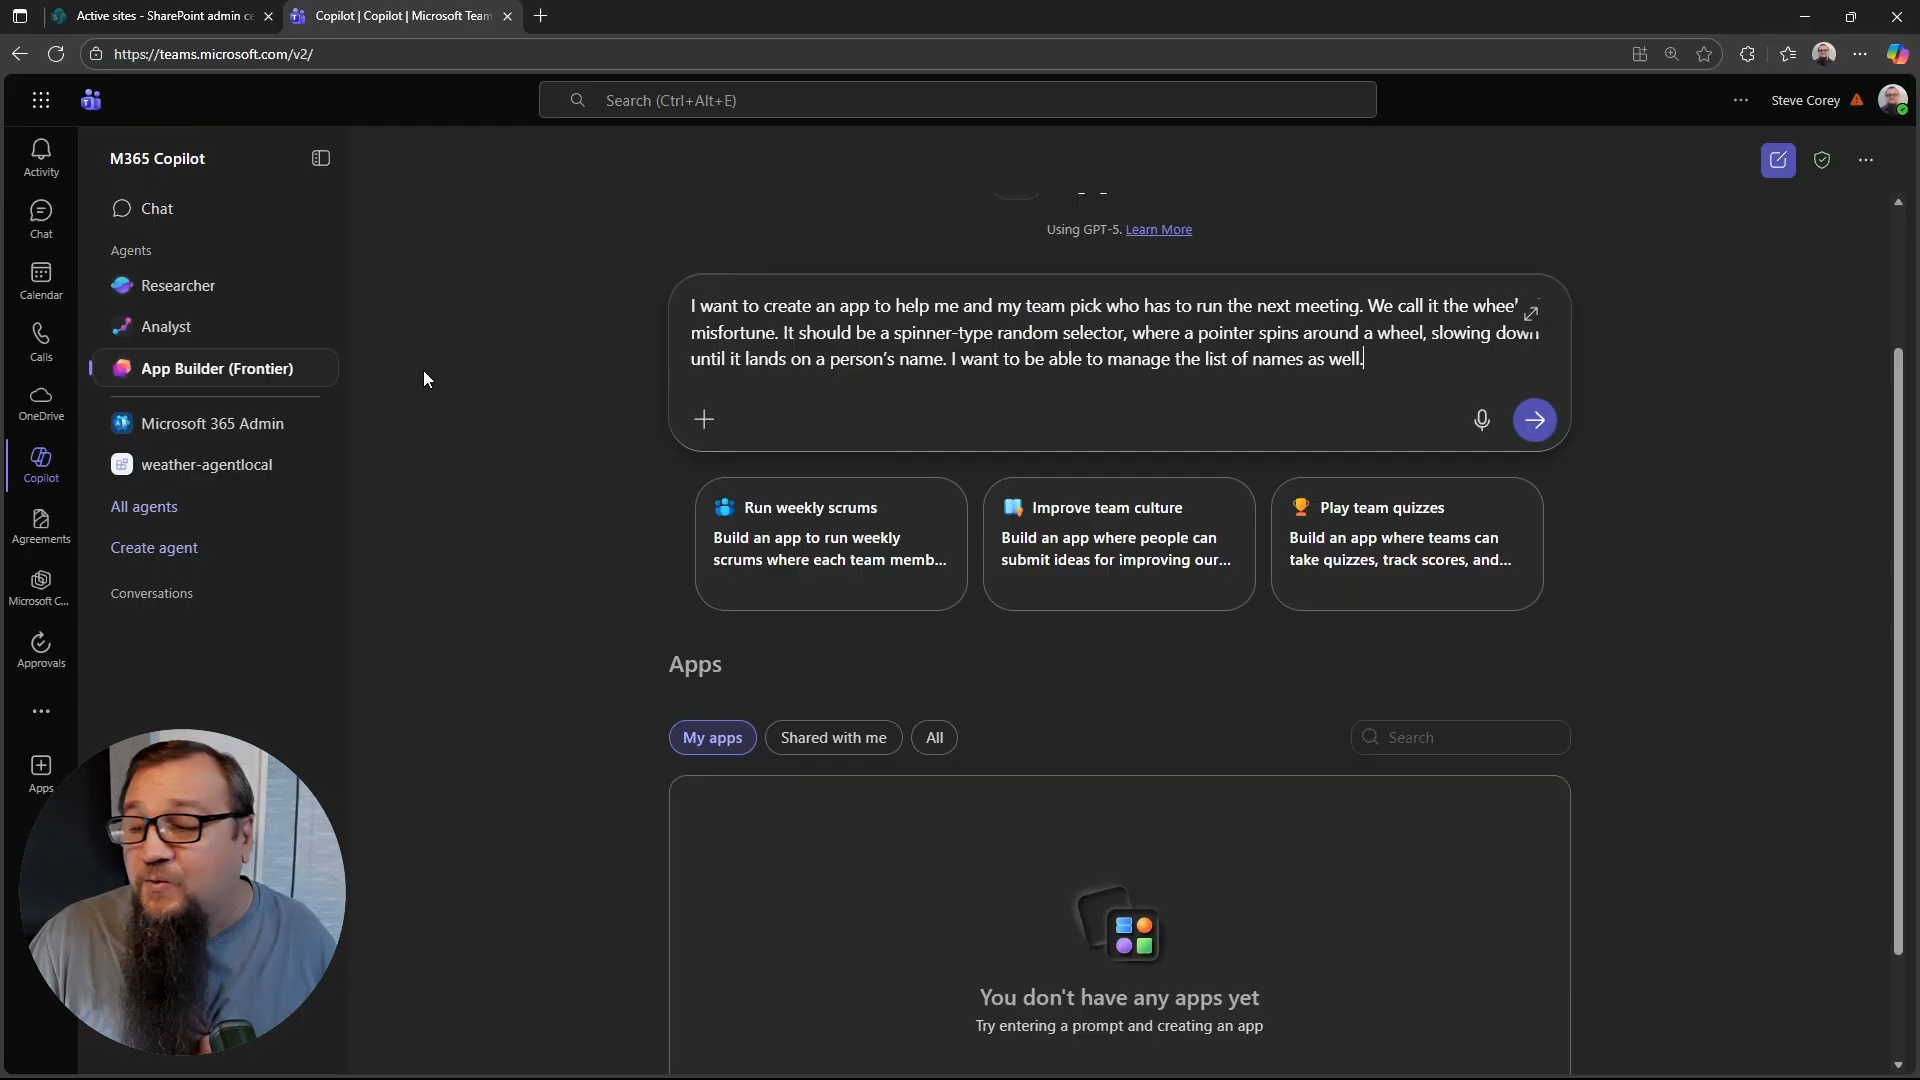 Active sites - SharePoint admin ce
Copilot | Copilot | Microsoft Team
https://teams.microsoft.com/v2/
Search (Ctrl+Alt+E)
Steve Corey
Activity
Chat
Calendar
Calls
OneDrive
Copilot
Agreements
Microsoft C...
Approvals
Apps
M365 Copilot
Chat
Agents
Researcher
Analyst
App Builder (Frontier)
Microsoft 365 Admin
weather-agentlocal
All agents
Create agent
Conversations
Using GPT-5. Learn More
I want to create an app to help me and my team pick who has to run the next meeting. We call it the wheel
misfortune. It should be a spinner-type random selector, where a pointer spins around a wheel, slowing down
until it lands on a person's name. I want to be able to manage the list of names as well.
Run weekly scrums
Build an app to run weekly
scrums where each team memb...
Improve team culture
Build an app where people can
submit ideas for improving our...
Play team quizzes
Build an app where teams can
take quizzes, track scores, and...
Apps
My apps
Shared with me
All
Search
You don't have any apps yet
Try entering a prompt and creating an app